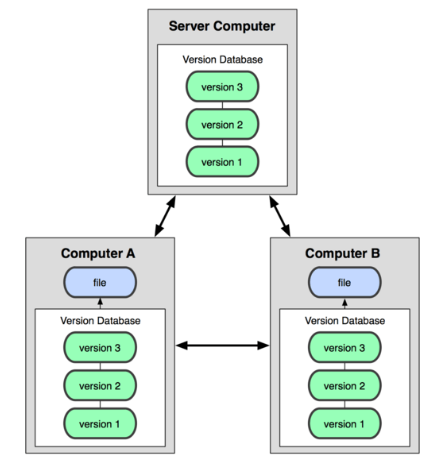 Server Computer
Version Database
version 3
version 2
version 1
Computer A
file
Version Database
version 3
version 2
version 1
Computer B
file
Version Database
version 3
version 2
version 1